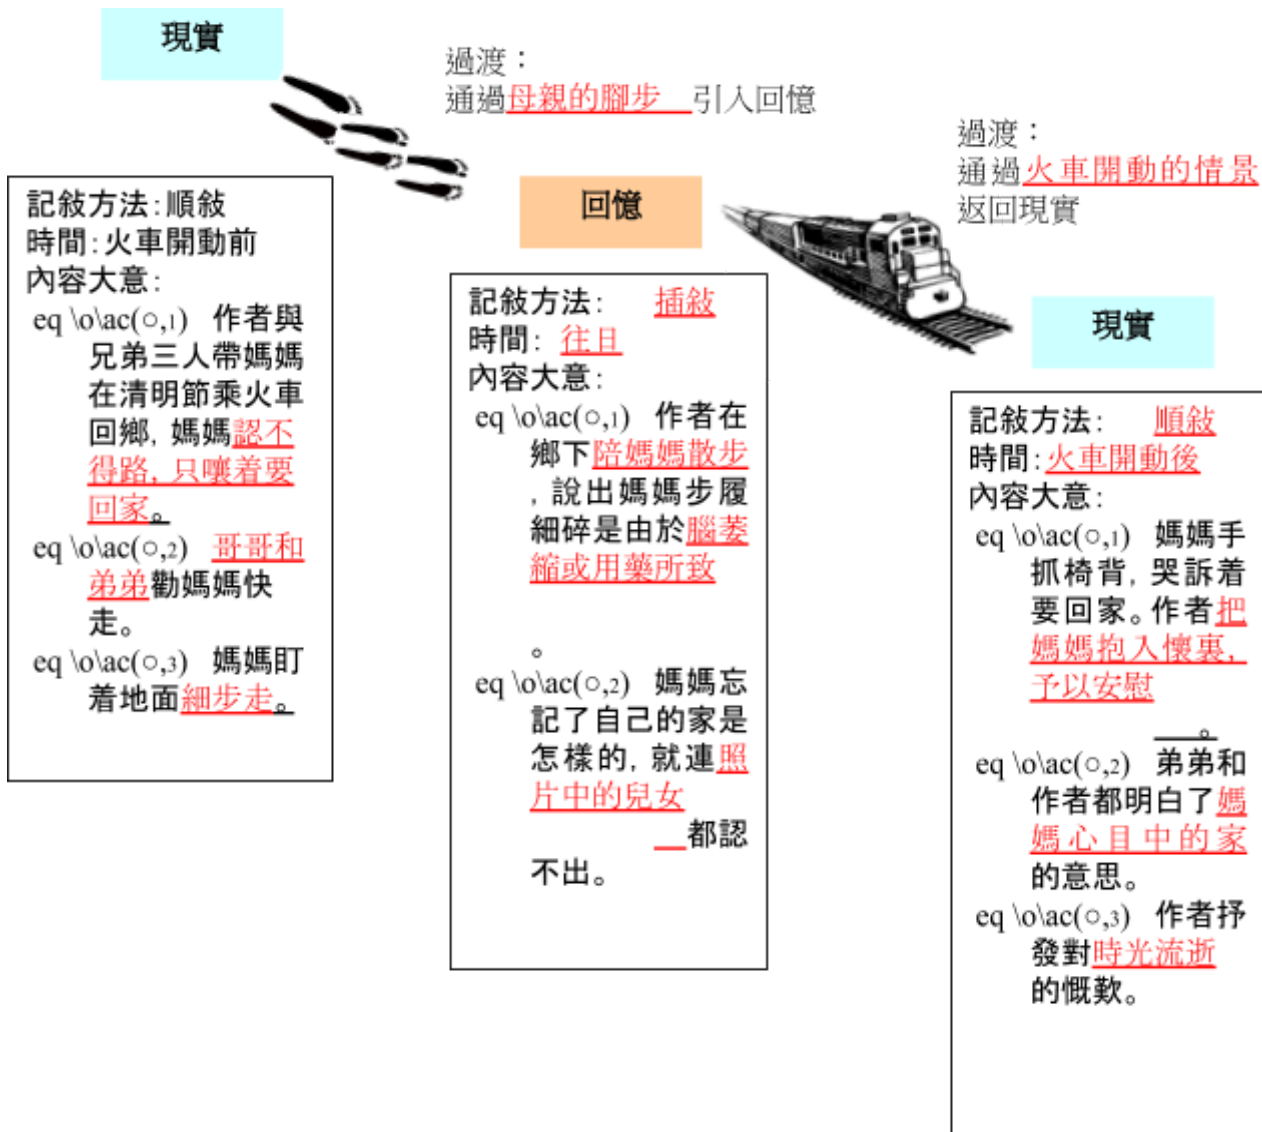 現實
過渡：
通過母親的腳步　引入回憶
過渡：
通過火車開動的情景
返回現實
記敍方法:順敍
時間:火車開動前
內容大意:
eq \o\ac(○,1) 作者與
兄弟三人帶媽媽
在清明節乘火車
回鄉, 媽媽認不
得路, 只嚷着要
回家。
eq \o\ac(○,2) 哥哥和
弟弟勸媽媽快
走。
eq \o\ac(○,3) 媽媽盯
着地面細步走。
回憶
記敍方法: 插敍
時間: 往日
內容大意:
eq \o\ac(○,1) 作者在
鄉下陪媽媽散步
, 說出媽媽步履
細碎是由於腦萎
縮或用藥所致
。
eq \o\ac(○,2) 媽媽忘
記了自己的家是
怎樣的, 就連照
片中的兒女
都認
不出。
現實
記敍方法: 順敍
時間:火車開動後
內容大意:
eq \o\ac(○,1) 媽媽手
抓椅背, 哭訴着
要回家。作者把
媽媽抱入懷裏,
予以安慰
。
eq \o\ac(○,2) 弟弟和
作者都明白了媽
媽心目中的家
的意思。
eq \o\ac(○,3) 作者抒
發對時光流逝
的慨歎。